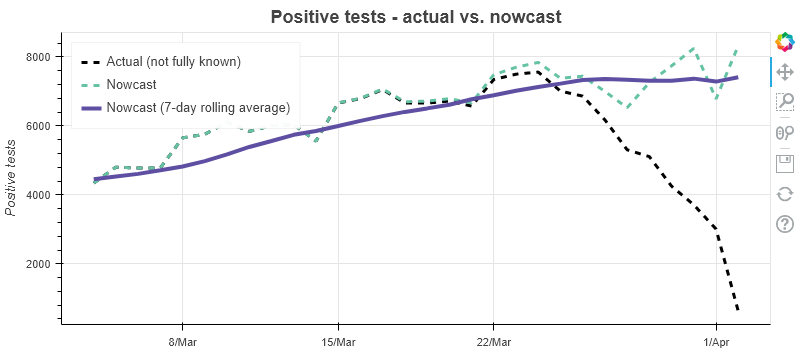 Positive tests - actual vs. nowcast
Actual (not fully known)
Nowcast
Nowcast (7-day rolling average)
Positive tests
8000
6000
4000
2000
8/Mar
15/Mar
22/Mar
1/Apr